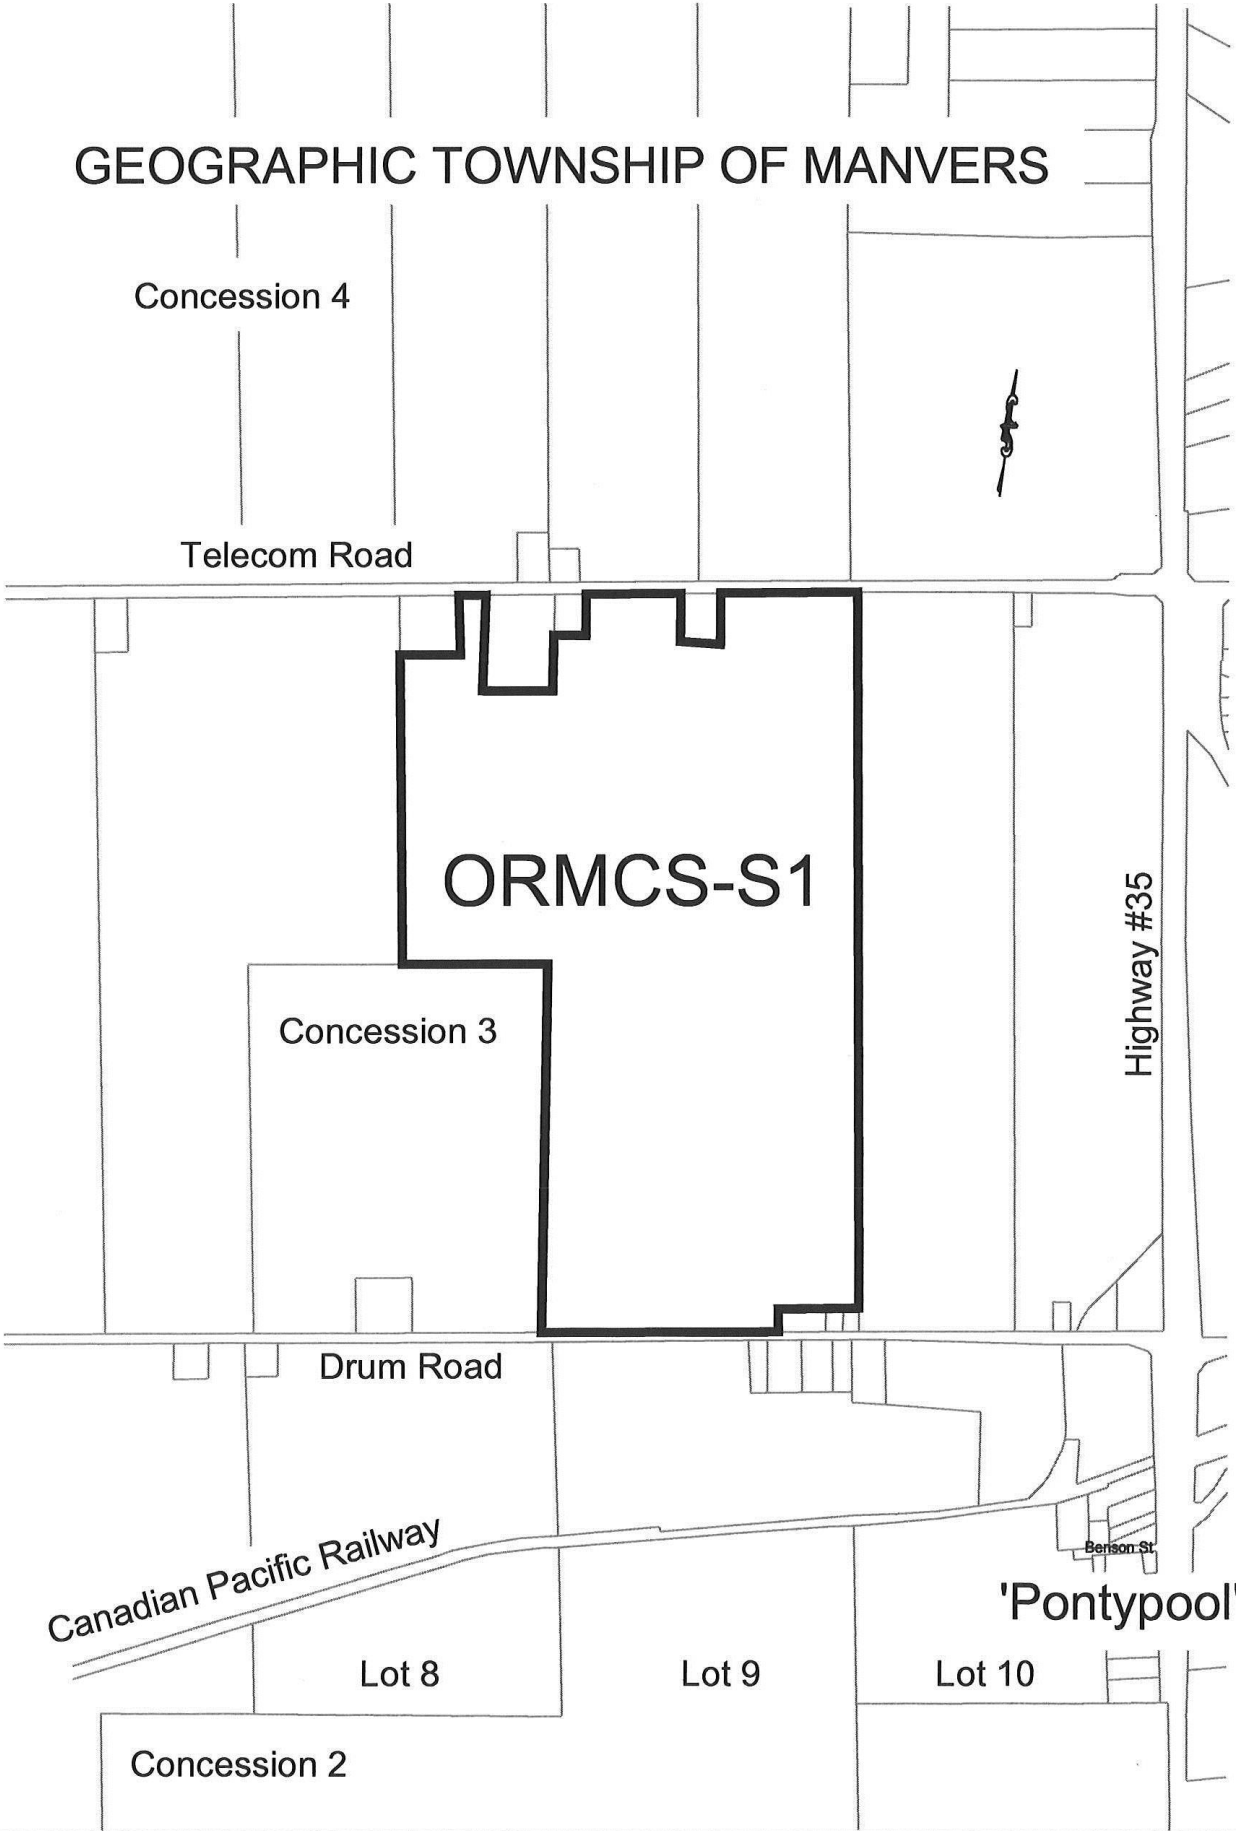 GEOGRAPHIC TOWNSHIP OF MANVERS
Concession 4
Telecom Road
ORMCS-S1
Highway #35
Concession 3
Drum Road
Canadian Pacific Railway
Benson St
'Pontypool'
Lot 8
Lot 9
Lot 10
Concession 2